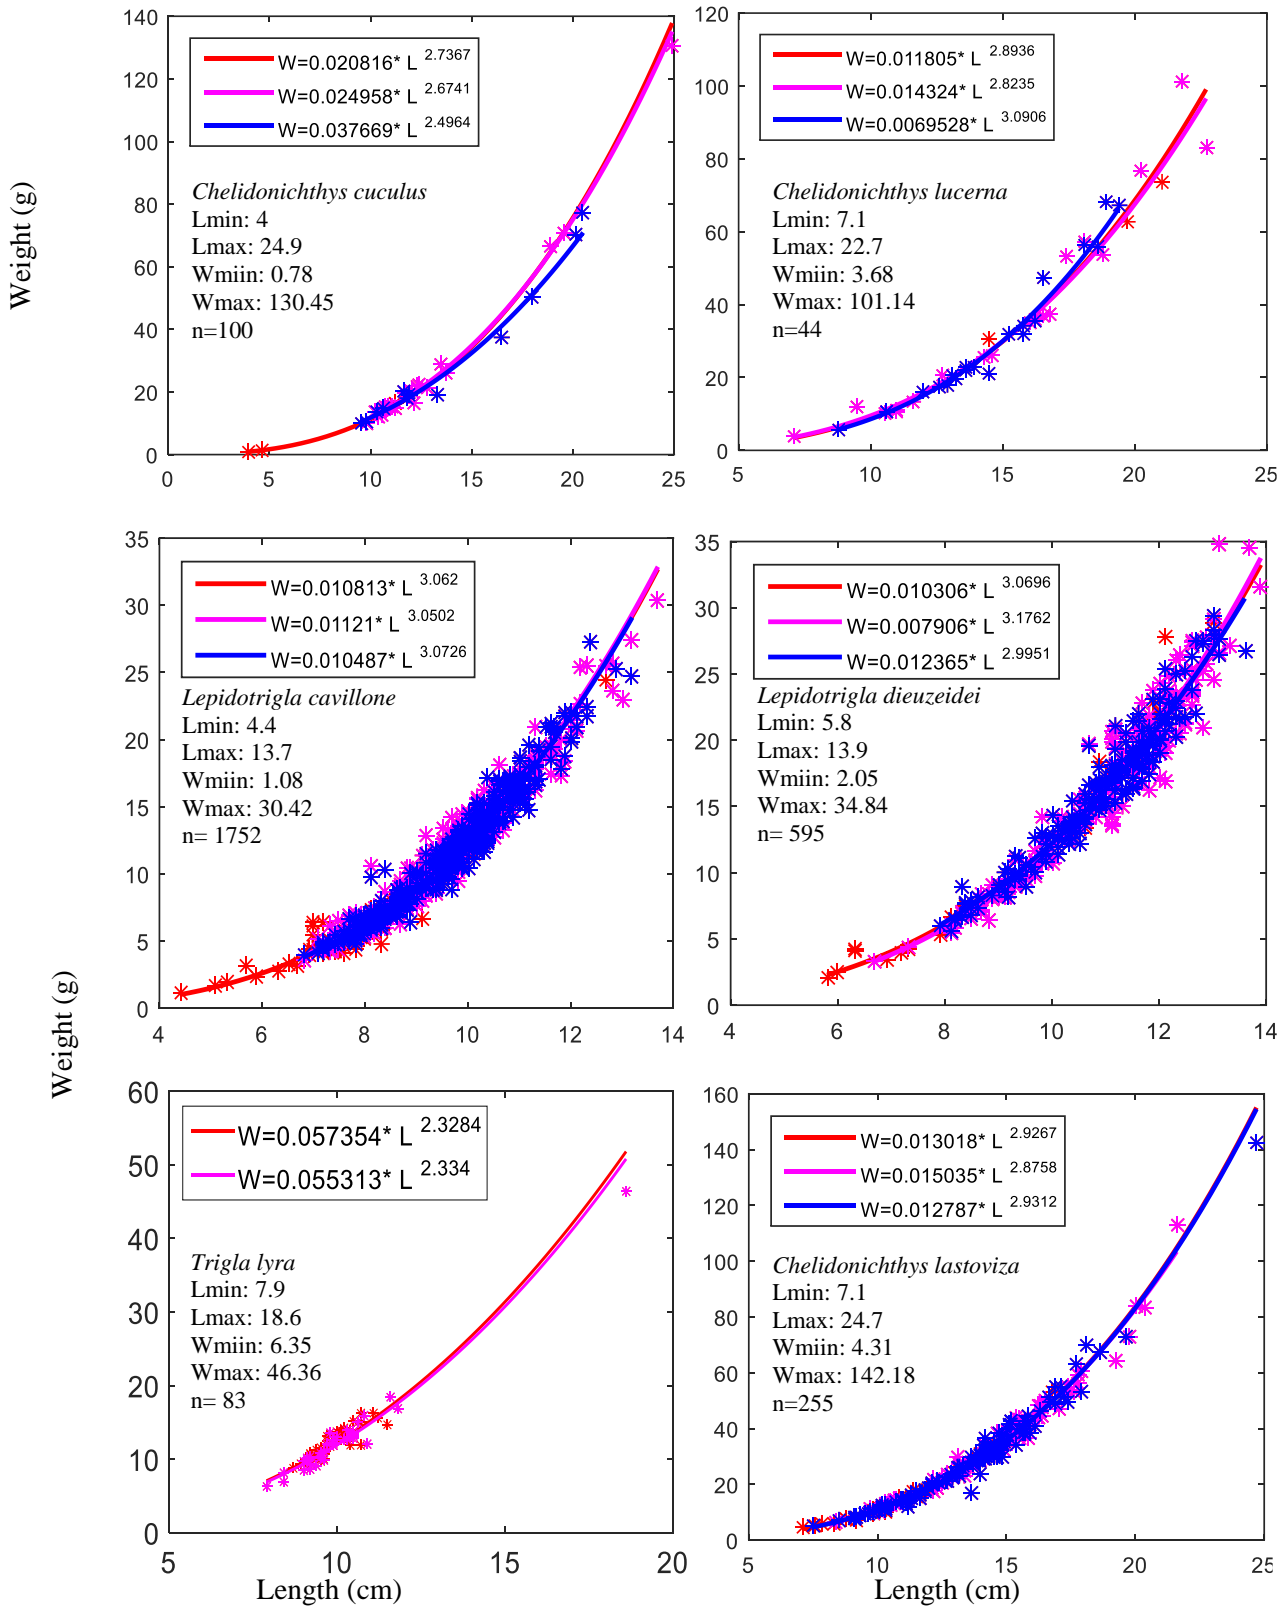 140
120
100
80
60
40
20
0
0
5
10
15
20
25
W=0.020816* L 2.7367
W=0.024958* L 2.6741
W=0.037669* L 2.4964
Chelidonichthys cuculus
Lmin: 4
Lmax: 24.9
Wmiin: 0.78
Wmax: 130.45
n=100
Weight (g)
120
100
80
60
40
20
0
5
10
15
20
25
W=0.011805* L 2.8936
W=0.014324* L 2.8235
W=0.0069528* L 3.0906
Chelidonichthys lucerna
Lmin: 7.1
Lmax: 22.7
Wmiin: 3.68
Wmax: 101.14
n=44
35
30
25
20
15
10
5
0
4
6
8
10
12
14
W=0.010813* L 3.062
W=0.01121* L 3.0502
W=0.010487* L 3.0726
Lepidotrigla cavillone
Lmin: 4.4
Lmax: 13.7
Wmiin: 1.08
Wmax: 30.42
n= 1752
35
30
25
20
15
10
5
0
4
6
8
10
12
14
W=0.010306* L 3.0696
W=0.007906* L 3.1762
W=0.012365* L 2.9951
Lepidotrigla dieuzeidei
Lmin: 5.8
Lmax: 13.9
Wmiin: 2.05
Wmax: 34.84
n= 595
Weight (g)
60
50
40
30
20
10
0
5
10
15
20
W=0.057354* L 2.3284
W=0.055313* L 2.334
Trigla lyra
Lmin: 7.9
Lmax: 18.6
Wmiin: 6.35
Wmax: 46.36
n= 83
Length (cm)
160
140
120
100
80
60
40
20
0
5
10
15
20
25
W=0.013018* L 2.9267
W=0.015035* L 2.8758
W=0.012787* L 2.9312
Chelidonichthys lastoviza
Lmin: 7.1
Lmax: 24.7
Wmiin: 4.31
Wmax: 142.18
n=255
Length (cm)